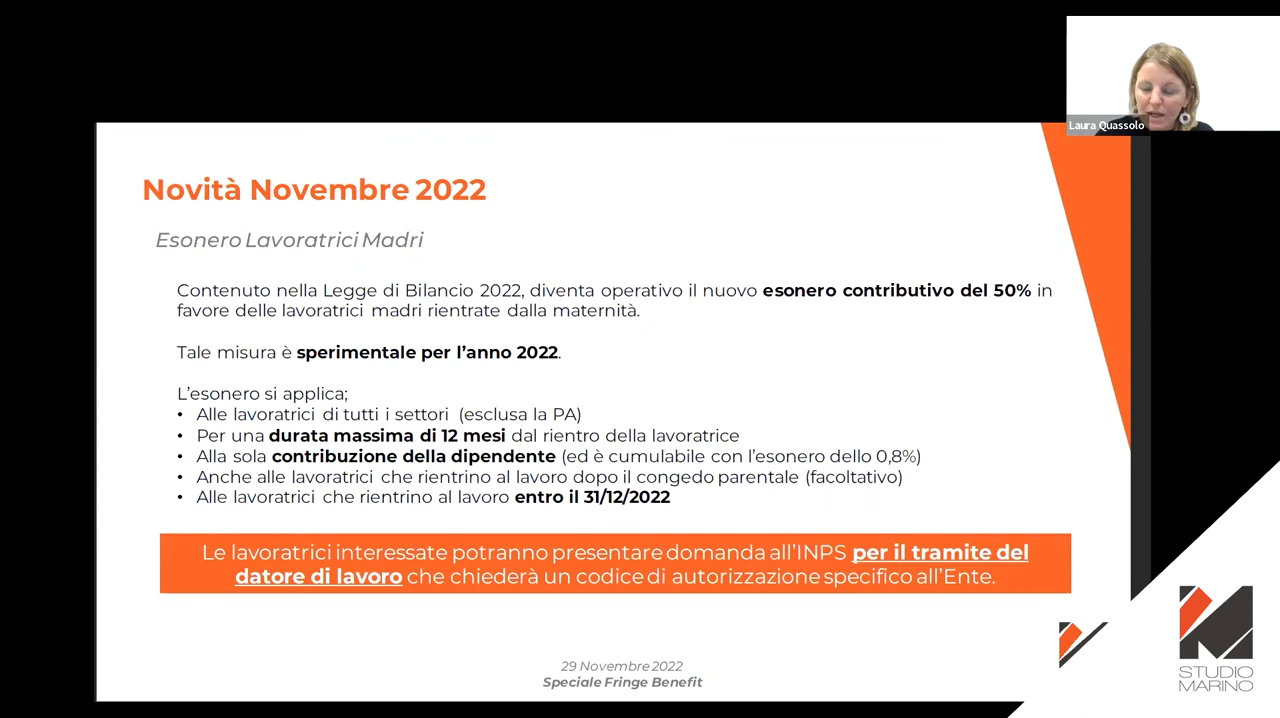 Laura Quassolo
Novità Novembre 2022
Esonero Lavoratrici Madri
Contenuto nella Legge di Bilancio 2022, diventa operativo il nuovo esonero contributivo del 50% in
favore delle lavoratrici madri rientrate dalla maternità.
Tale misura è sperimentale per l'anno 2022.
L'esonero si applica;
• Alle lavoratrici di tutti i settori (esclusa la PA)
• Per una durata massima di 12 mesi dal rientro della lavoratrice
• Alla sola contribuzione della dipendente (ed è cumulabile con l'esonero dello 0,8%)
• Anche alle lavoratrici che rientrino al lavoro dopo il congedo parentale (facoltativo)
• Alle lavoratrici che rientrino al lavoro entro il 31/12/2022
Le lavoratrici interessate potranno presentare domanda all'INPS per il tramite del
datore di lavoro che chiederà un codice di autorizzazione specifico all'Ente.
29 Novembre 2022
Speciale Fringe Benefit
STUDIO
MARINO